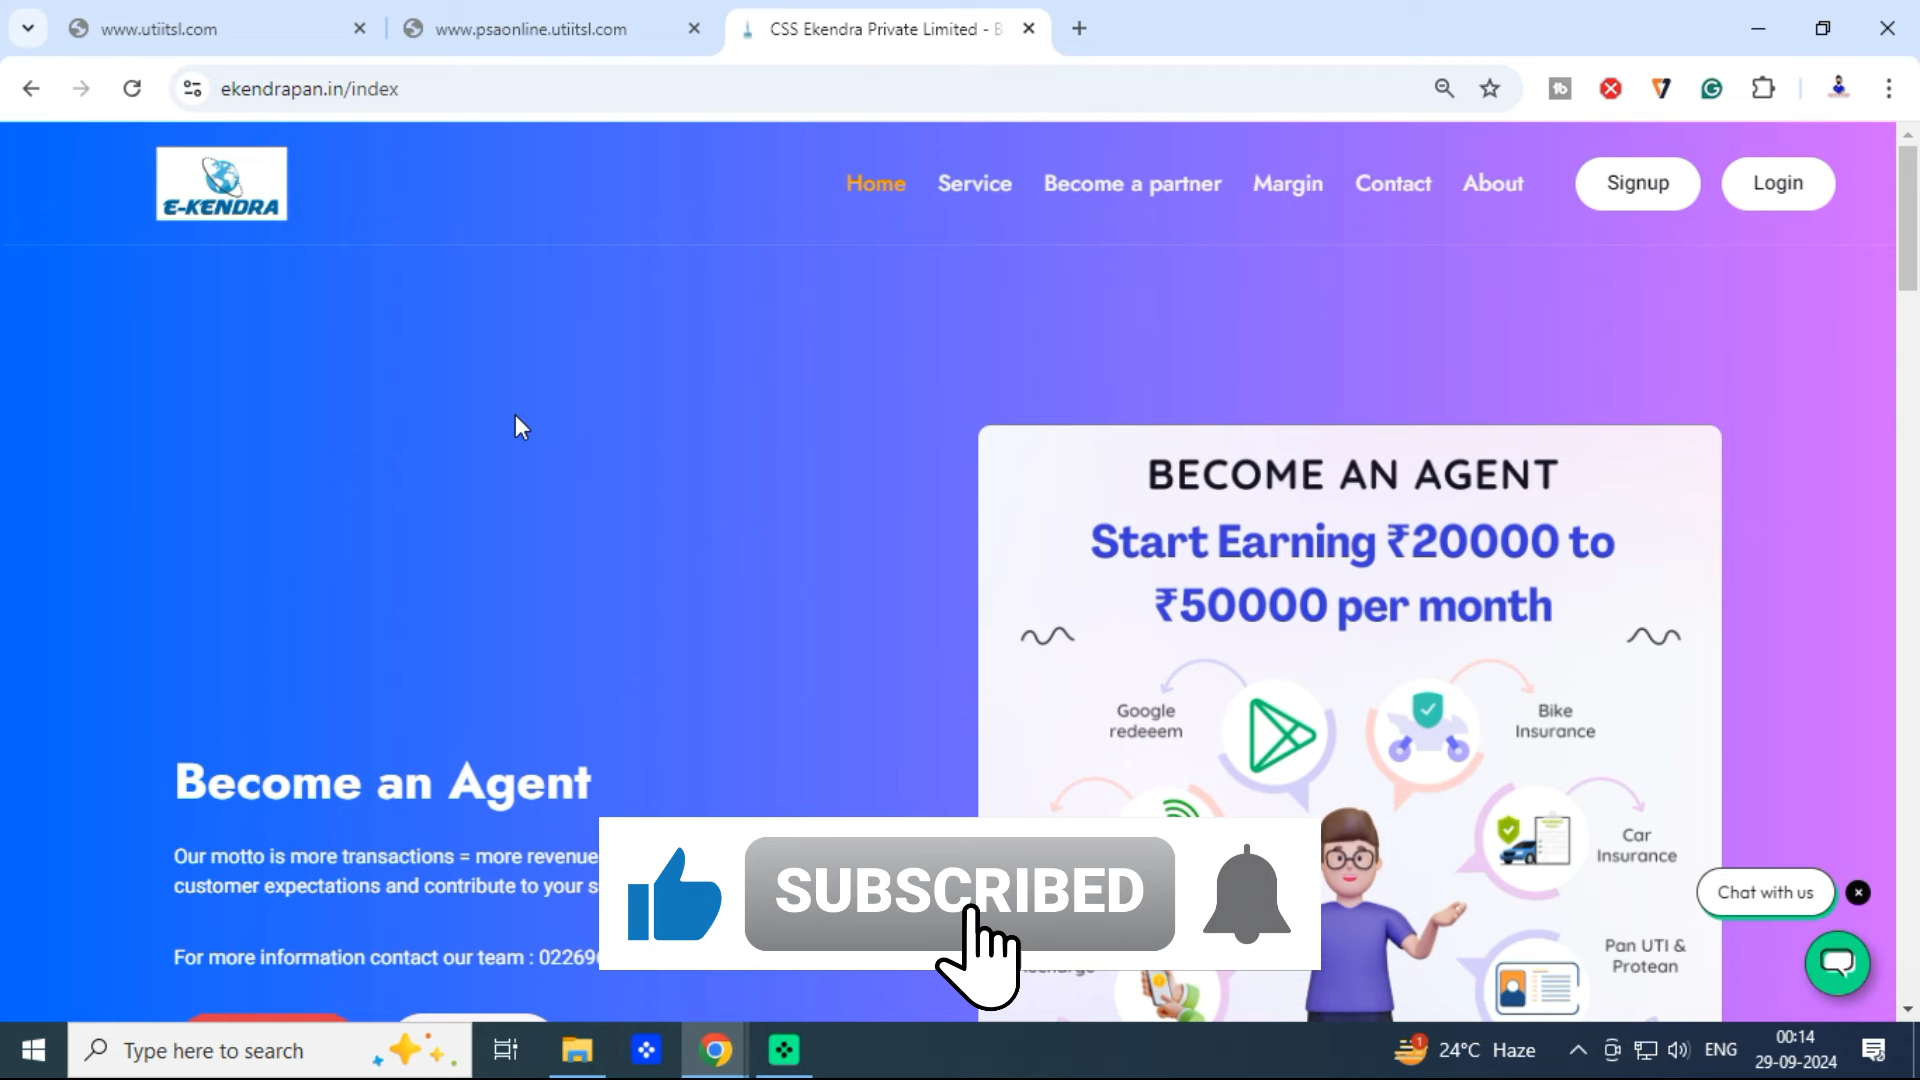 www.utiitsl.com
www.psaonline.utiitsl.com
CSS Ekendra Private Limited - B
ekendrapan.in/index
E-KENDRA
Home
Service
Become a partner
Margin
Contact
About
Signup
Login
BECOME AN AGENT
Start Earning ₹20000 to
₹50000 per month
Google
redeeem
Bike
Insurance
Car
Insurance
Become an Agent
Our motto is more transactions = more revenue
customer expectations and contribute to your s
SUBSCRIBED
Chat with us
Pan UTI &
Protean
For more information contact our team : 02269
Type here to search
1
24°C Haze
ENG
00:14
29-09-2024